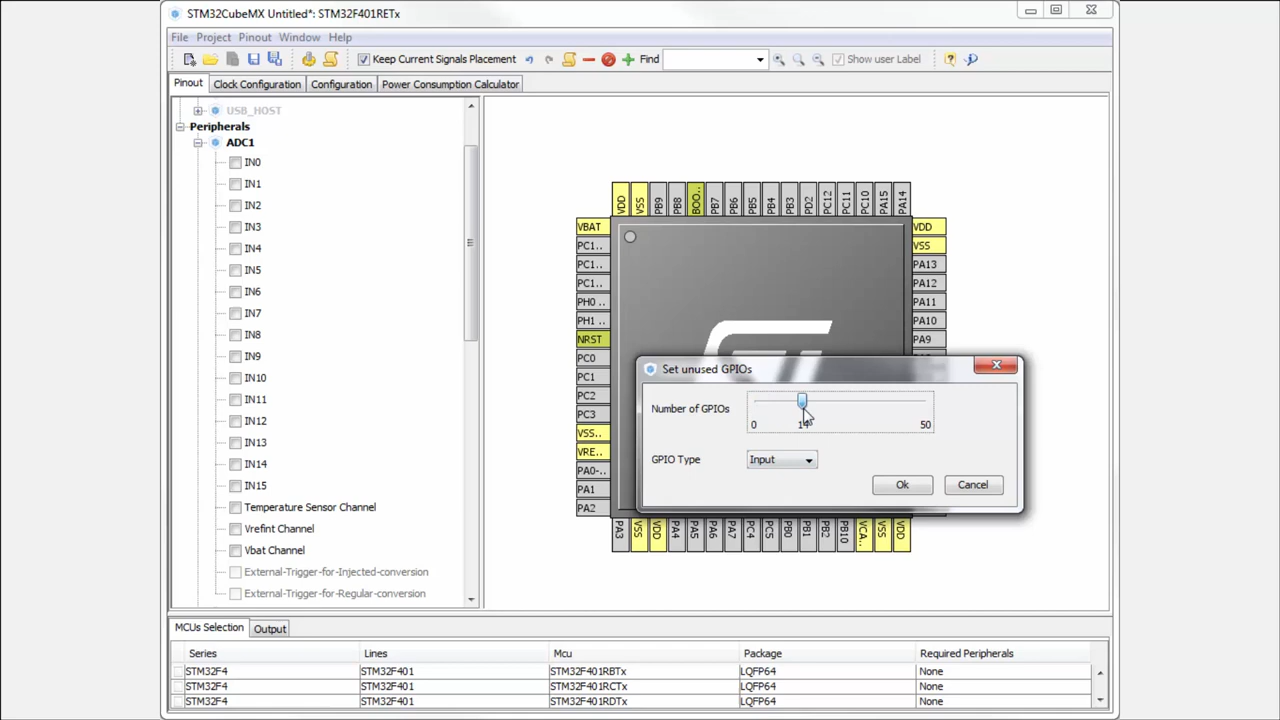 STM32CubeMX Untitled*: STM32F401RETx
File Project Pinout Window Help
Keep Current Signals Placement Find Show user Label
Pinout Clock Configuration Configuration Power Consumption Calculator
USB_HOST
Peripherals
ADC1
IN0
IN1
IN2
IN3
IN4
IN5
IN6
IN7
IN8
IN9
IN10
IN11
IN12
IN13
IN14
IN15
Temperature Sensor Channel
Vrefint Channel
Vbat Channel
External-Trigger-for-Injected-conversion
External-Trigger-for-Regular-conversion
VDD VSS PB9 PB8 BOO.. PB7 PB6 PB5 PB4 PB3 PD2 PC12 PC11 PC10 PA15 PA14
VBAT
PC1..
PC1..
PC1..
PH0 ..
PH1 ..
NRST
PC0
PC1
PC2
PC3
VSS..
VRE..
PA0-..
PA1
PA2
VDD
VSS
PA13
PA12
PA11
PA10
PA9
PA3 VSS VDD PA4 PA5 PA6 PA7 PC4 PC5 PB0 PB1 PB2 PB10 VCA.. VSS VDD
Set unused GPIOs
Number of GPIOs
0 14 50
GPIO Type Input
Ok Cancel
MCUs Selection Output
Series Lines Mcu Package Required Peripherals
STM32F4 STM32F401 STM32F401RBTx LQFP64 None
STM32F4 STM32F401 STM32F401RCTx LQFP64 None
STM32F4 STM32F401 STM32F401RDTx LQFP64 None